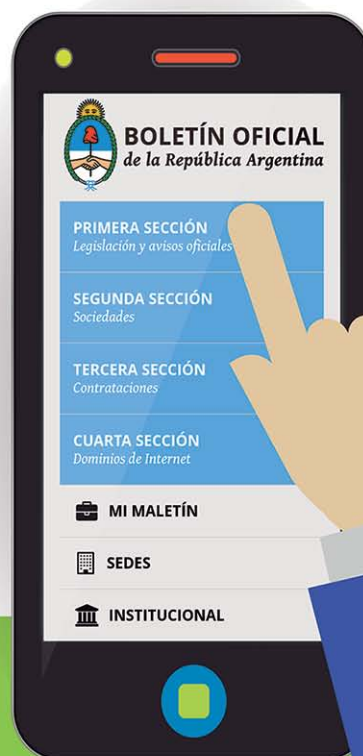 BOLETÍN OFICIAL
de la República Argentina
PRIMERA SECCIÓN
Legislación y avisos oficiales
SEGUNDA SECCIÓN
Sociedades
TERCERA SECCIÓN
Contrataciones
CUARTA SECCIÓN
Dominios de Internet
MI MALETÍN
SEDES
INSTITUCIONAL